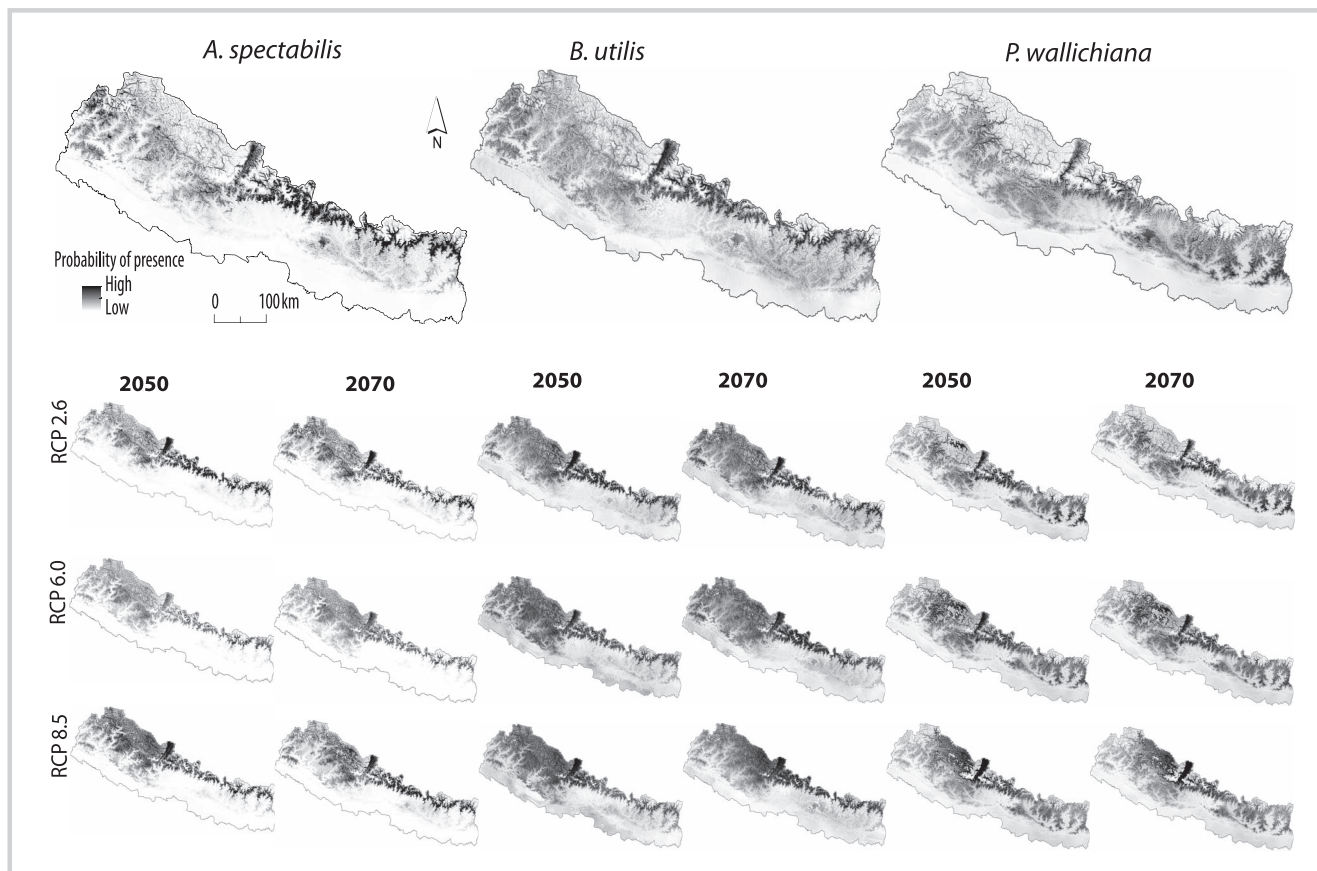 A. spectabilis
B. utilis
P. wallichiana
N
Probability of presence
High
Low
0 100 km
2050 2070 2050 2070 2050 2070
RCP 2.6
RCP 6.0
RCP 8.5